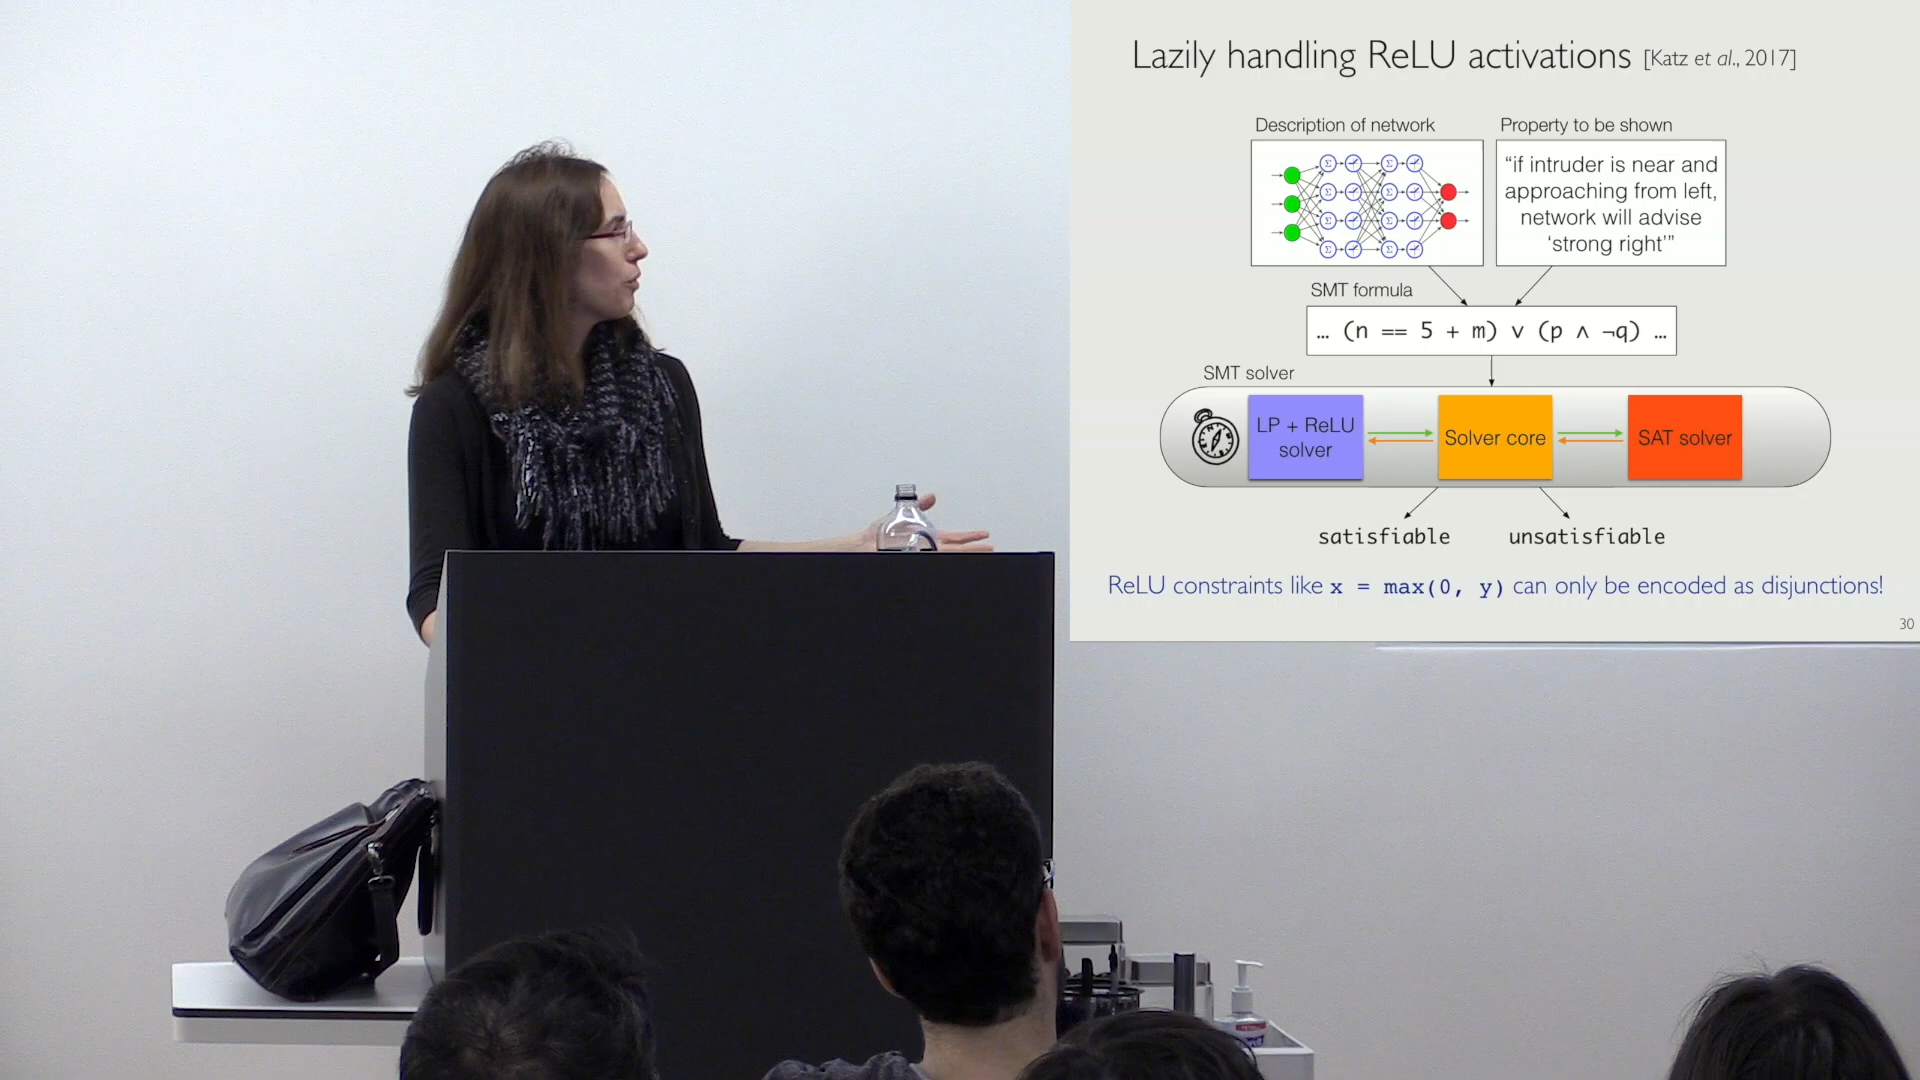 Lazily handling ReLU activations [Katz et al., 2017]
Description of network
Property to be shown
Σ Σ
Σ Σ
Σ Σ
Σ Σ
“if intruder is near and
approaching from left,
network will advise
‘strong right’”
SMT formula
… (n == 5 + m) ∨ (p ∧ ¬q) …
SMT solver
LP + ReLU
solver
Solver core
SAT solver
satisfiable
unsatisfiable
ReLU constraints like x = max(0, y) can only be encoded as disjunctions!
30